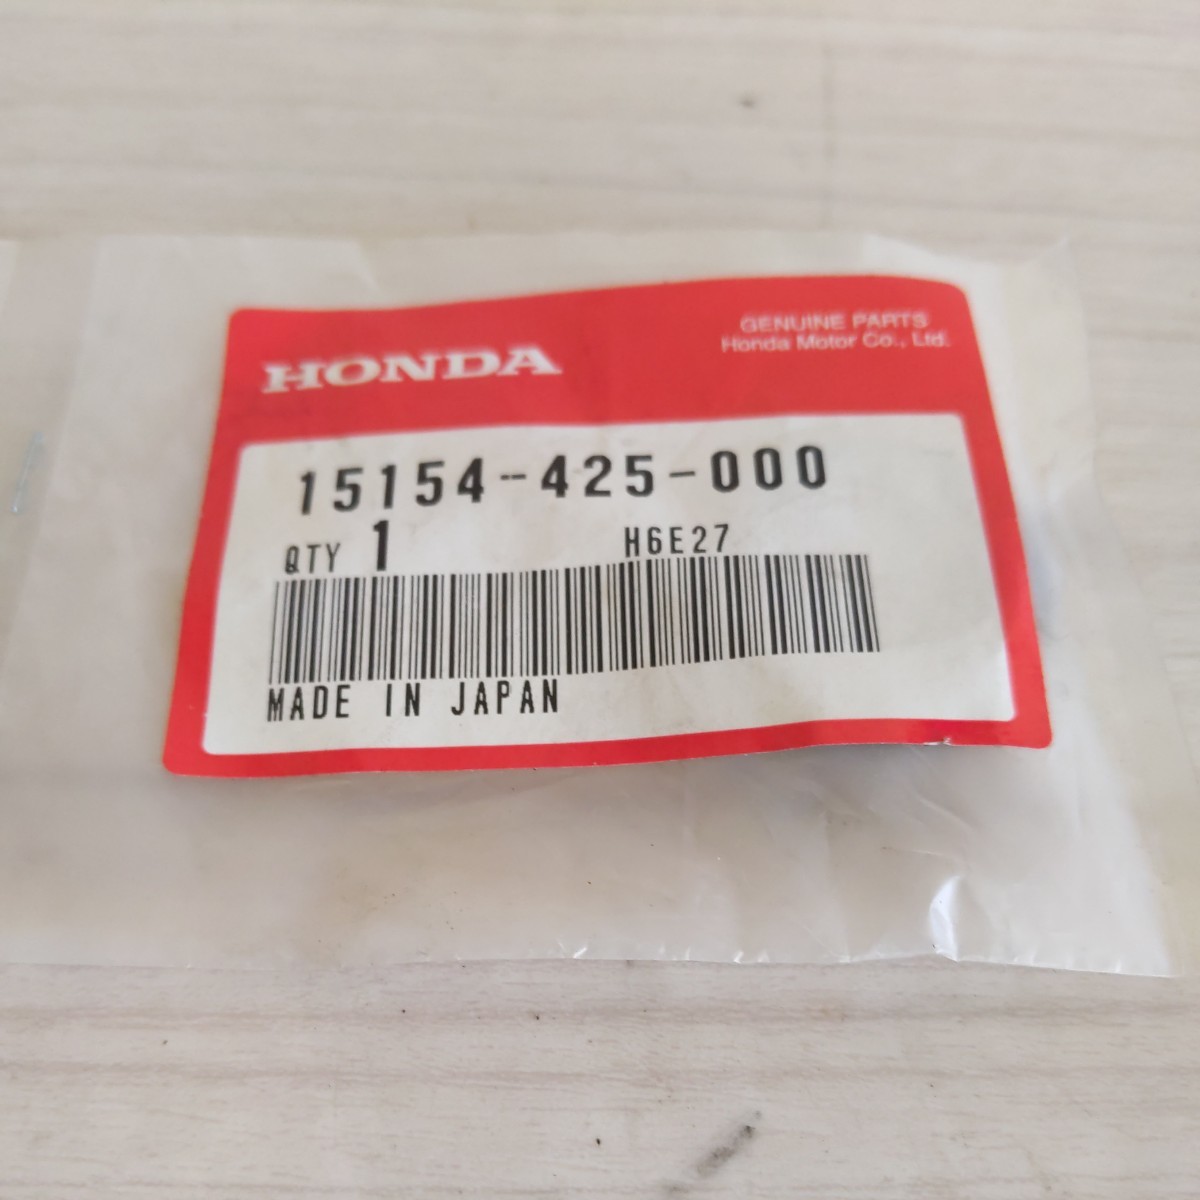 HONDA
GENUINE PARTS
Honda Motor Co., Ltd.
15154-425-000
QTY 1 H6E27
MADE IN JAPAN